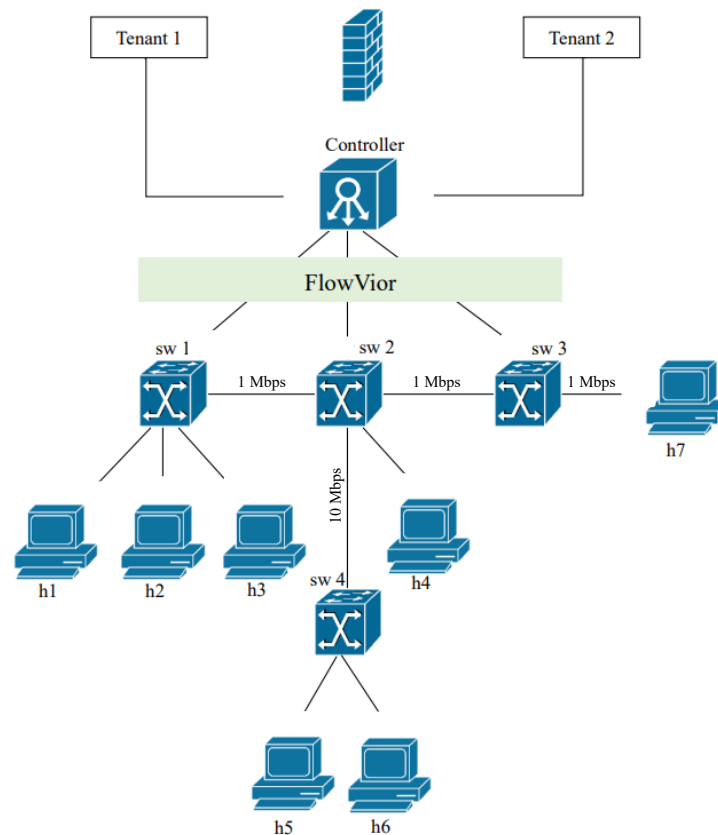 Tenant 1
Tenant 2
Controller
FlowVior
sw 1
sw 2
sw 3
1 Mbps
1 Mbps
1 Mbps
h7
10 Mbps
h1
h2
h3
h4
sw 4
h5
h6